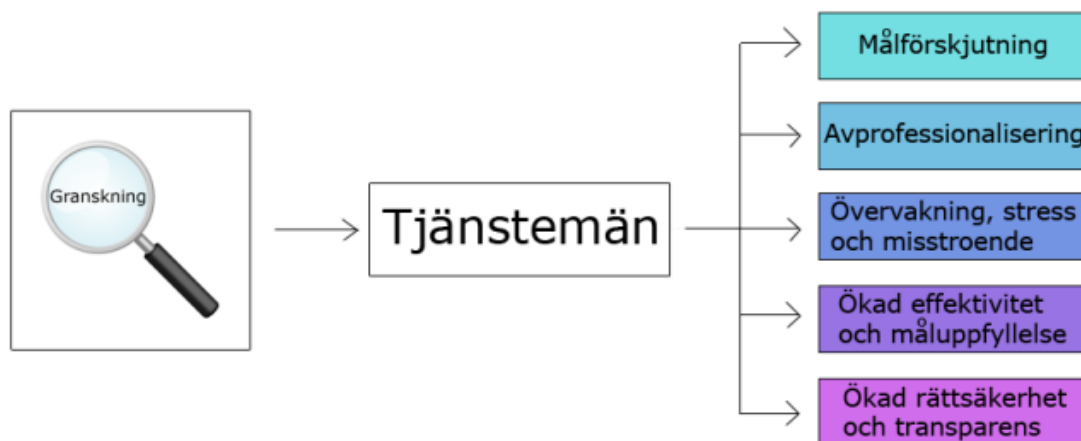 Granskning
Tjänstemän
Målförskjutning
Avprofessionalisering
Övervakning, stress
och misstroende
Ökad effektivitet
och måluppfyllelse
Ökad rättsäkerhet
och transparens